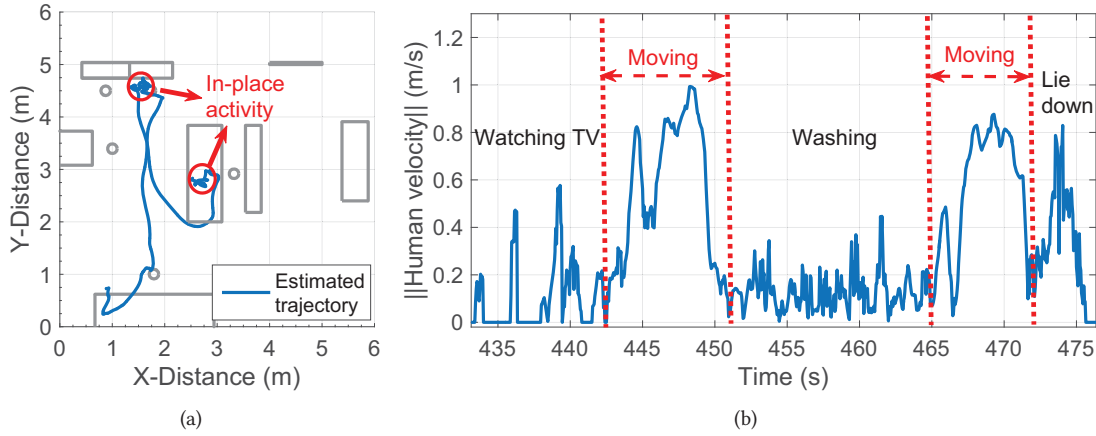 6
5
4
3
2
1
0
Y-Distance (m)
In-place
activity
Estimated
trajectory
0 1 2 3 4 5 6
X-Distance (m)
(a)
1.2
1
0.8
0.6
0.4
0.2
0
||Human velocity|| (m/s)
Moving
Moving
Lie
down
Watching TV
Washing
435 440 445 450 455 460 465 470 475
Time (s)
(b)